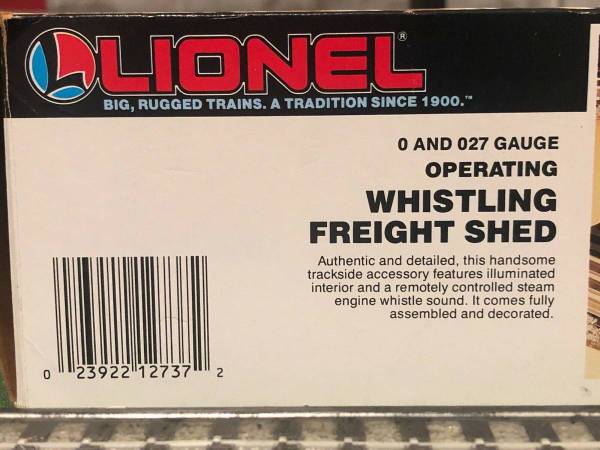 LIONEL®
BIG, RUGGED TRAINS. A TRADITION SINCE 1900.™
0 AND 027 GAUGE
OPERATING
WHISTLING
FREIGHT SHED
Authentic and detailed, this handsome
trackside accessory features illuminated
interior and a remotely controlled steam
engine whistle sound. It comes fully
assembled and decorated.
0 23922 12737 2